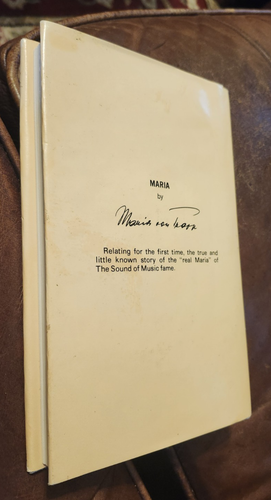 MARIA
by
Maria von Trapp
Relating for the first time, the true and
little known story of the "real Maria" of
The Sound of Music fame.